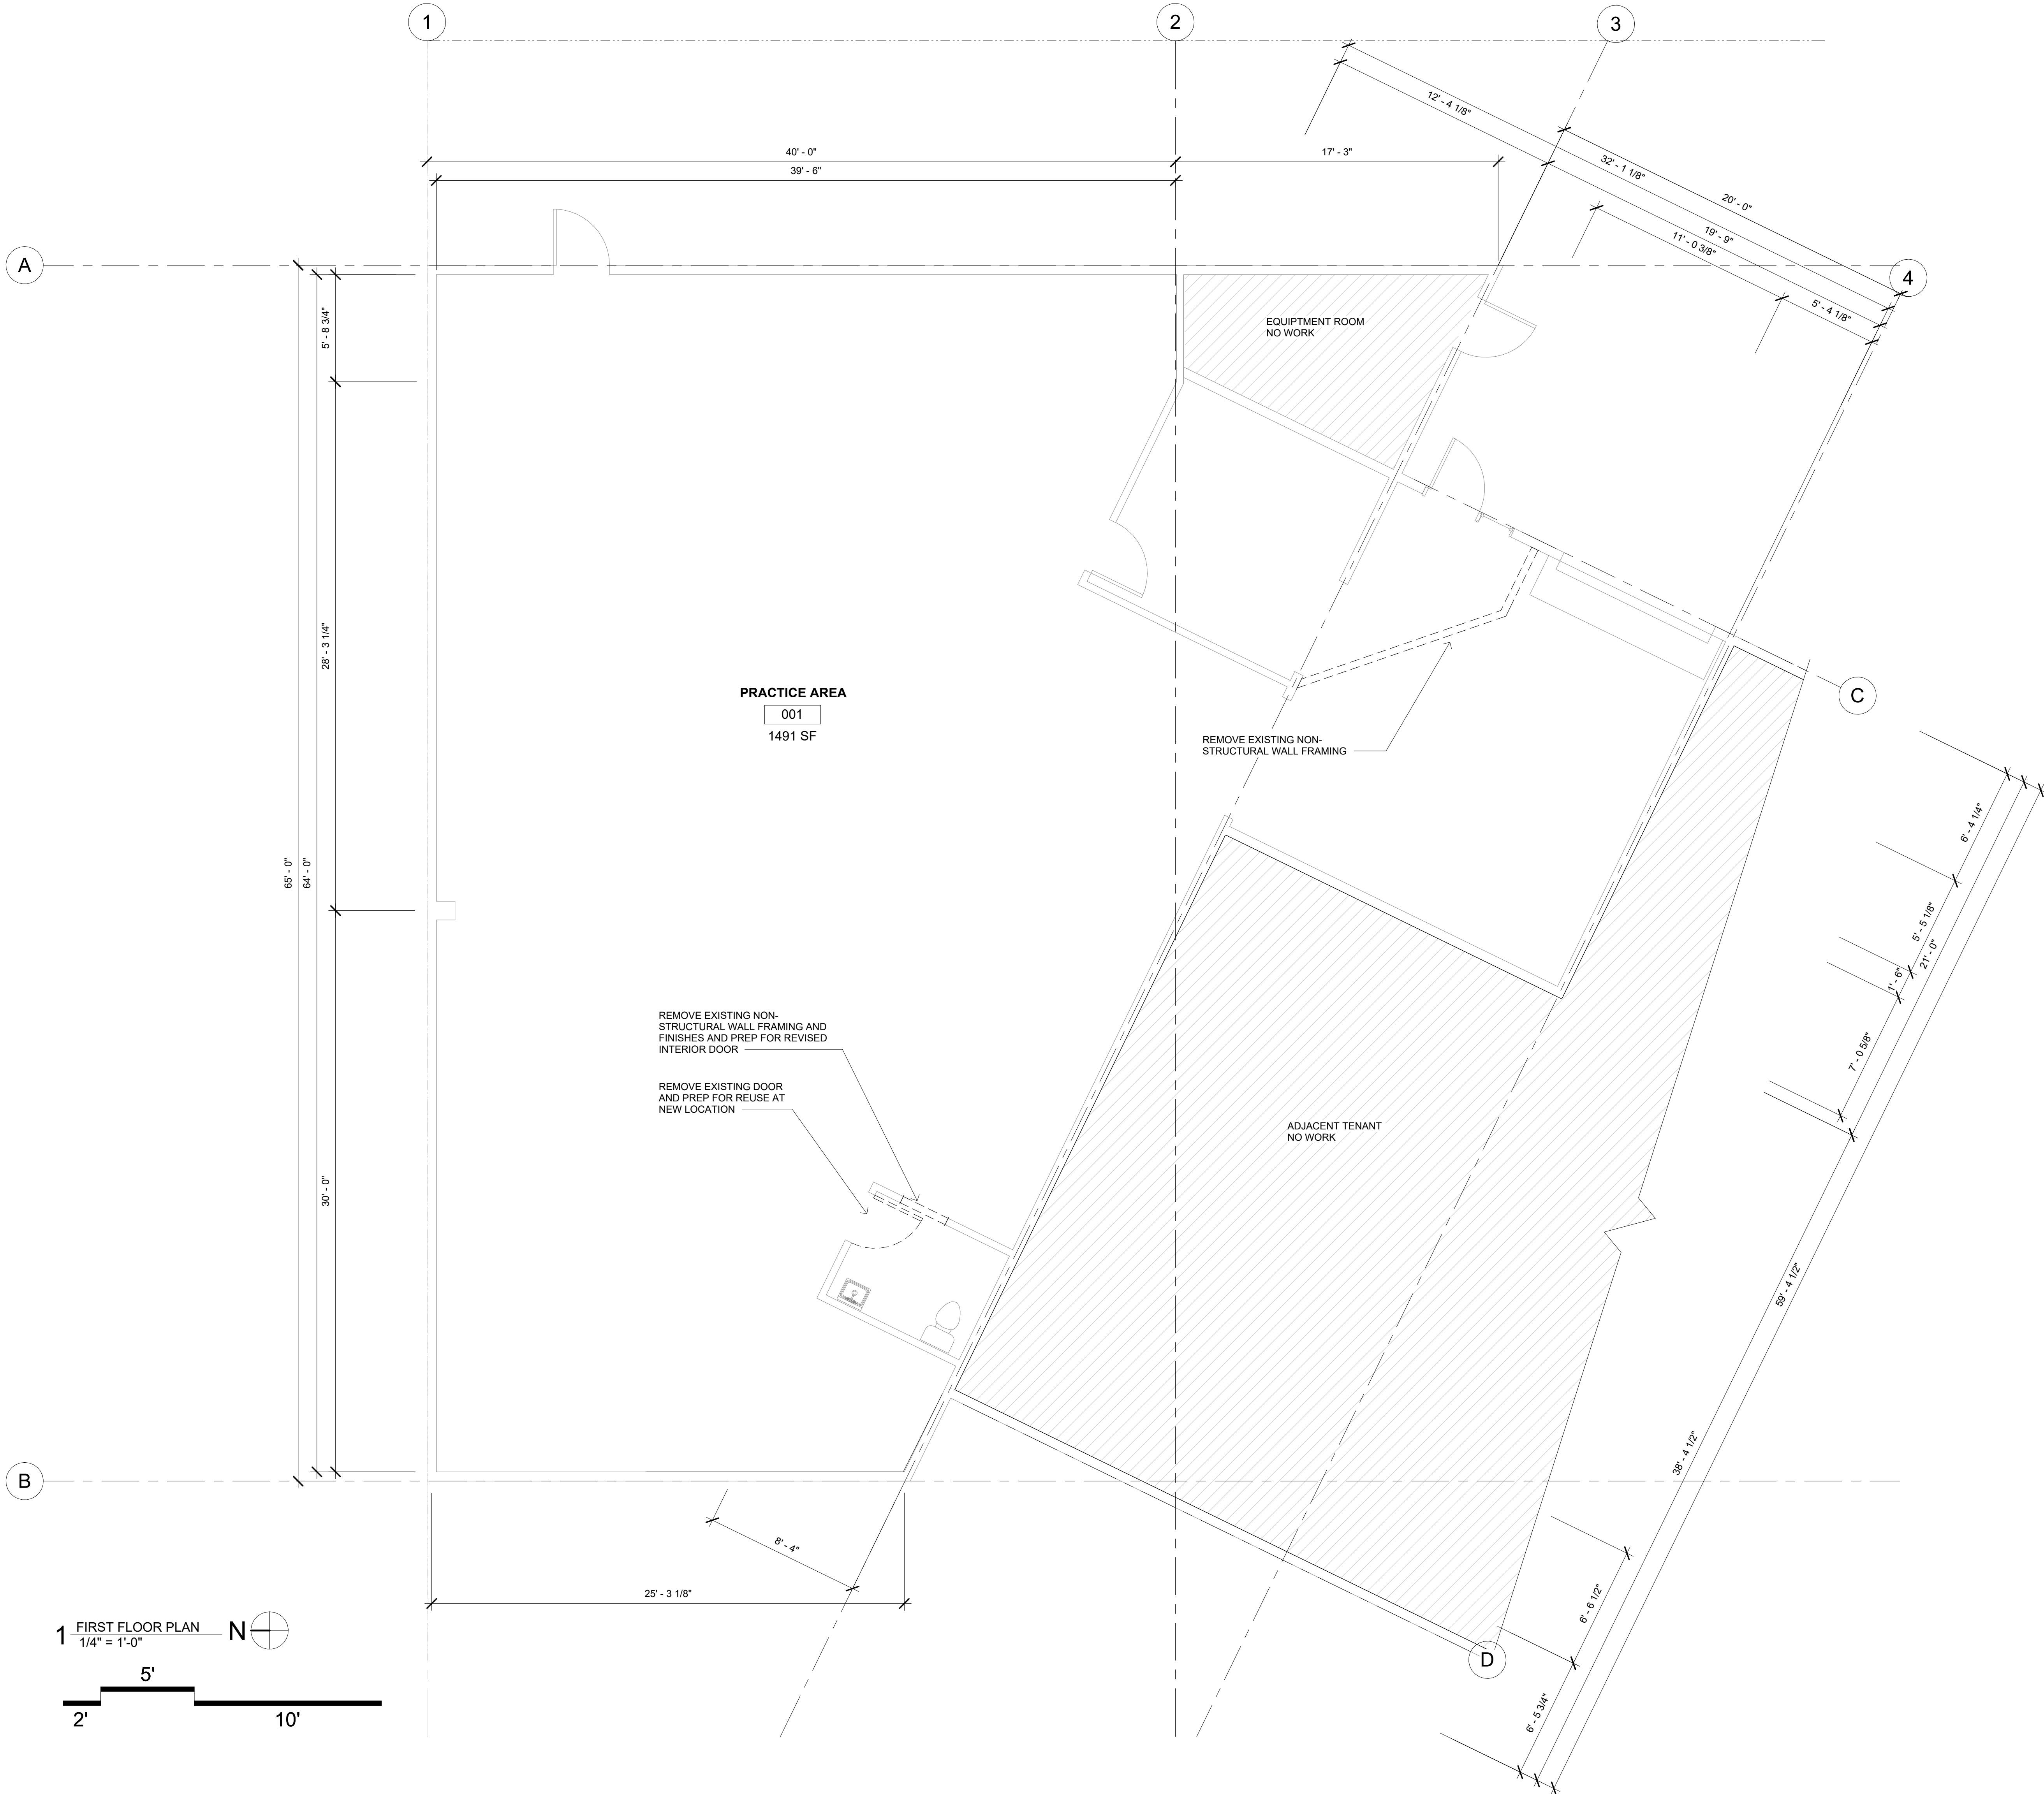 1
2
3
12' - 4 1/8"
40' - 0"
17' - 3"
32' - 1 1/8"
39' - 6"
20' - 0"
19' - 9"
11' - 0 3/8"
A
4
5' - 4 1/8"
5' - 8 3/4"
EQUIPTMENT ROOM
NO WORK
28' - 3 1/4"
PRACTICE AREA
001
1491 SF
C
REMOVE EXISTING NON-
STRUCTURAL WALL FRAMING
6' - 4 1/4"
65' - 0"
64' - 0"
5' - 5 1/8"
21' - 0"
1' - 6"
7' - 0 5/8"
REMOVE EXISTING NON-
STRUCTURAL WALL FRAMING AND
FINISHES AND PREP FOR REVISED
INTERIOR DOOR
REMOVE EXISTING DOOR
AND PREP FOR REUSE AT
NEW LOCATION
ADJACENT TENANT
NO WORK
30' - 0"
59' - 4 1/2"
38' - 4 1/2"
B
8' - 4"
25' - 3 1/8"
6' - 6 1/2"
D
6' - 5 3/4"
1 FIRST FLOOR PLAN N
1/4" = 1'-0"
5'
2' 10'